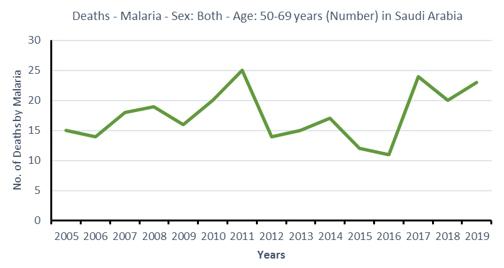 Deaths - Malaria - Sex: Both - Age: 50-69 years (Number) in Saudi Arabia
No. of Deaths by Malaria
30
25
20
15
10
5
0
2005 2006 2007 2008 2009 2010 2011 2012 2013 2014 2015 2016 2017 2018 2019
Years